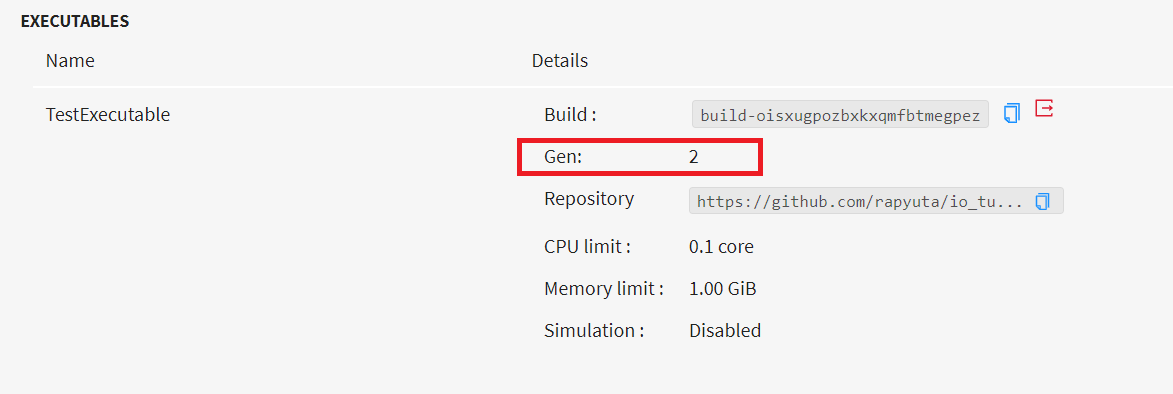 EXECUTABLES
Name Details
TestExecutable Build : build-oisxugpozbxkxqmfbtmegpez
Gen: 2
Repository https://github.com/rapyuta/io_tu...
CPU limit : 0.1 core
Memory limit : 1.00 GiB
Simulation : Disabled